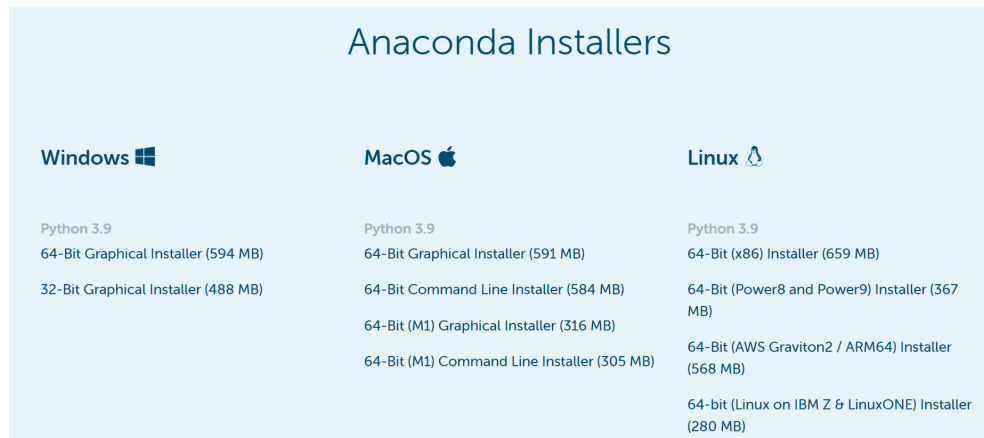 Anaconda Installers
Windows
Python 3.9
64-Bit Graphical Installer (594 MB)
32-Bit Graphical Installer (488 MB)
MacOS
Python 3.9
64-Bit Graphical Installer (591 MB)
64-Bit Command Line Installer (584 MB)
64-Bit (M1) Graphical Installer (316 MB)
64-Bit (M1) Command Line Installer (305 MB)
Linux
Python 3.9
64-Bit (x86) Installer (659 MB)
64-Bit (Power8 and Power9) Installer (367
MB)
64-Bit (AWS Graviton2 / ARM64) Installer
(568 MB)
64-bit (Linux on IBM Z & LinuxONE) Installer
(280 MB)